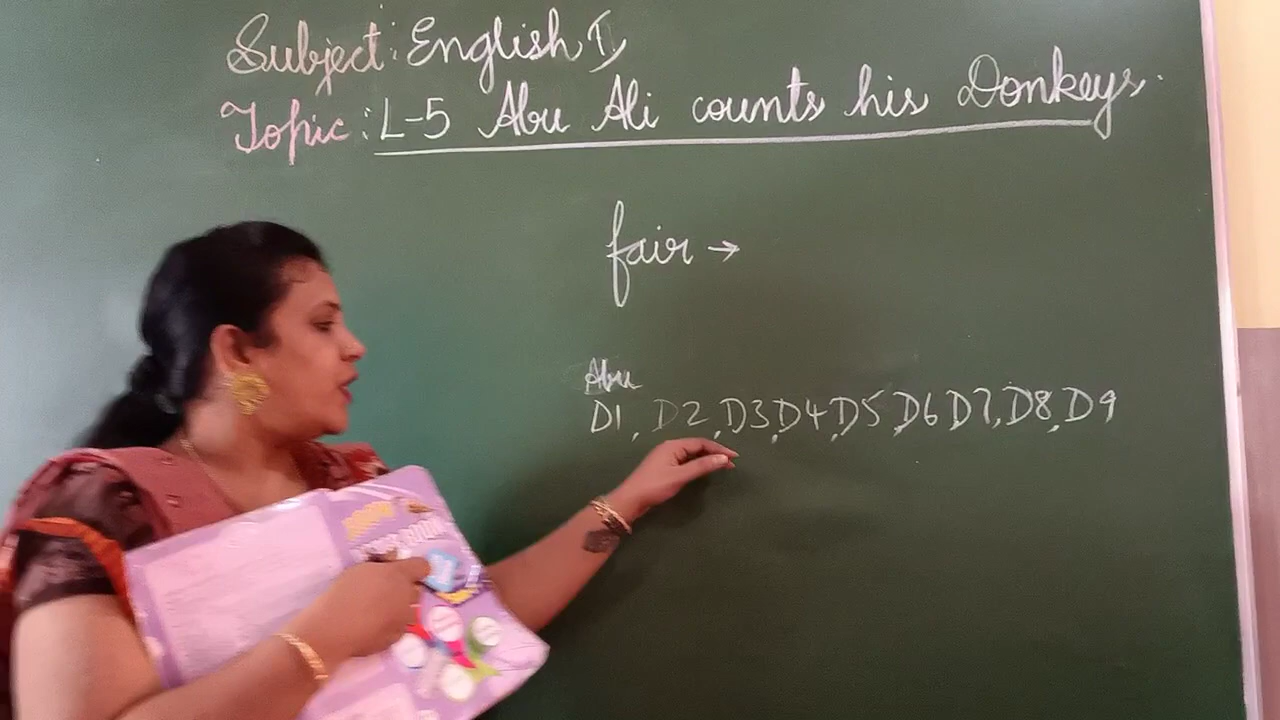 Subject: English I
Topic: L-5 Abu Ali counts his Donkeys.
fair →
Abu
D1, D2, D3, D4, D5, D6 D7, D8, D9